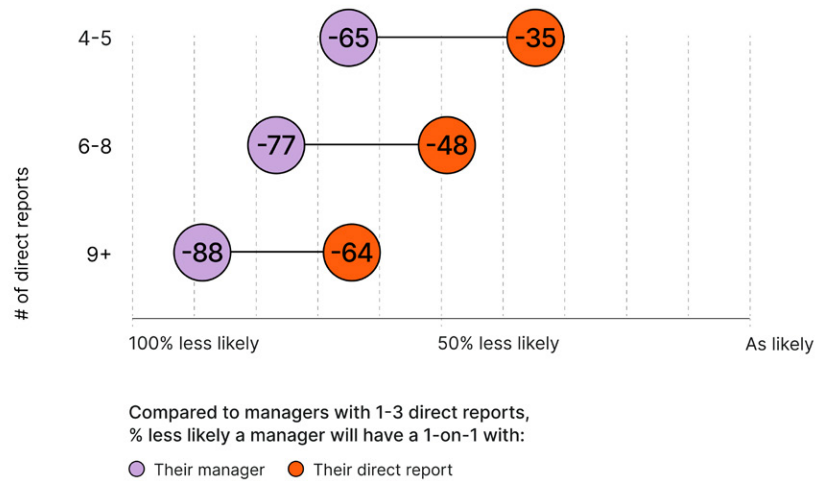 4-5
-65
-35
6-8
-77
-48
# of direct reports
9+
-88
-64
100% less likely
50% less likely
As likely
Compared to managers with 1-3 direct reports,
% less likely a manager will have a 1-on-1 with:
Their manager
Their direct report